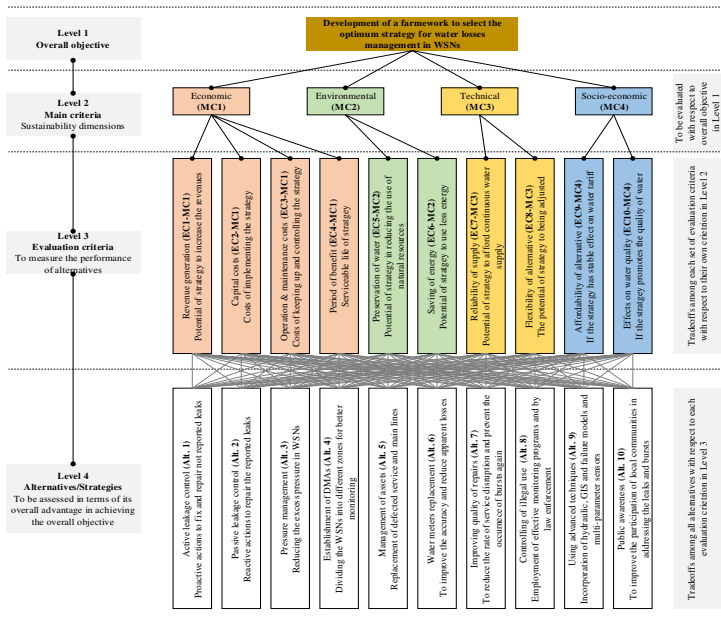 Level 1
Overall objective
Development of a farmework to select the
optimum strategy for water losses
management in WSNs
Level 2
Main criteria
Sustainability dimensions
Economic
(MC1)
Environmental
(MC2)
Technical
(MC3)
Socio-economic
(MC4)
To be evaluated
with respect to
overall objective
in Level 1
Level 3
Evaluation criteria
To measure the performance
of alternatives
Revenue generation (EC1-MC1)
Potential of strategy to increase the revenues
Capital costs (EC2-MC1)
Costs of implementing the strategy
Operation & maintenance costs (EC3-MC1)
Costs of keeping up and controlling the strategy
Period of benefit (EC4-MC1)
Serviceable life of stratgey
Preservation of water (EC5-MC2)
Potential of strategy in reducing the use of
natural resources
Saving of energy (EC6-MC2)
Potential of stratgey to use less energy
Reliability of supply (EC7-MC3)
Potential of strategy to afford continuous water
supply
Flexibility of alternative (EC8-MC3)
The potential of strategy to being adjusted
Affordability of alternative (EC9-MC4)
If the strategy has stable effect on water tariff
Effects on water quality (EC10-MC4)
If the stratgey promotes the quality of water
Tradeoffs among each set of evaluation criteria
with respect to their own crietrion in Level 2
Level 4
Alternatives/Strategies
To be assessed in terms of its
overall advantage in achieving
the overall objective
Active leakage control (Alt. 1)
Proactive actions to fix and repair not reported leaks
Passive leakage control (Alt. 2)
Reactive actions to repair the reported leaks
Pressure management (Alt. 3)
Reducing the excess pressure in WSNs
Establishment of DMAs (Alt. 4)
Dividing the WSNs into different zones for better
monitoring
Management of assets (Alt. 5)
Replacement of defected service and main lines
Water meters replacement (Alt. 6)
To improve the accuracy and reduce apparent losses
Improving quality of repairs (Alt. 7)
To reduce the rate of service disruption and prevent the
occurrence of bursts again
Controlling of illegal use (Alt. 8)
Employment of effective monitoring programs and by
law enforcement
Using advanced techniques (Alt. 9)
Incorporation of hydraulic, GIS and failure models and
multi-parameter sensors
Public awareness (Alt. 10)
To improve the participation of local communities in
addressing the leaks and bursts
Tradeoffs among all alternatives with respect to each
evaluation crietrion in Level 3